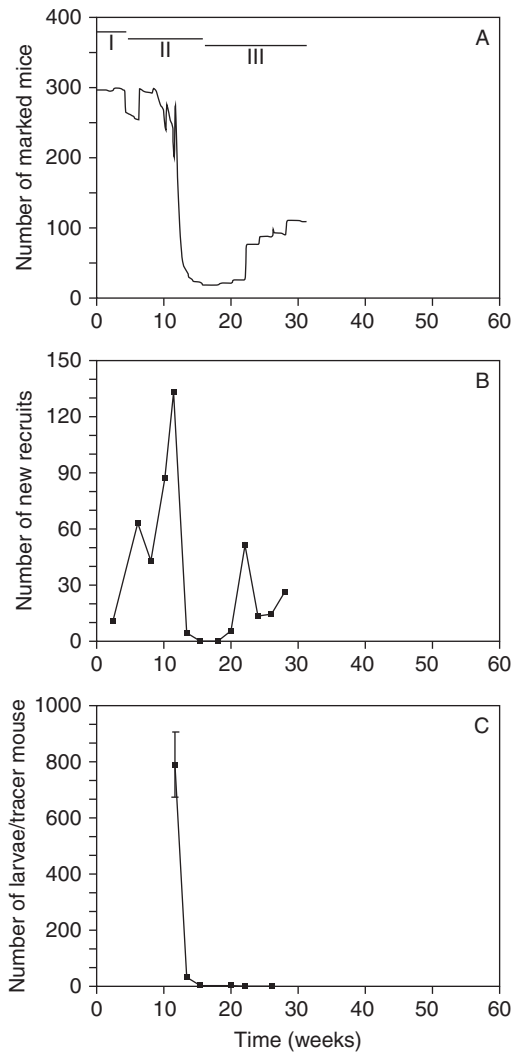 Number of marked mice
400
300
200
100
0
I
II
III
A
0 10 20 30 40 50 60
Number of new recruits
150
120
90
60
30
0
B
0 10 20 30 40 50 60
Number of larvae/tracer mouse
1000
800
600
400
200
0
C
0 10 20 30 40 50 60
Time (weeks)